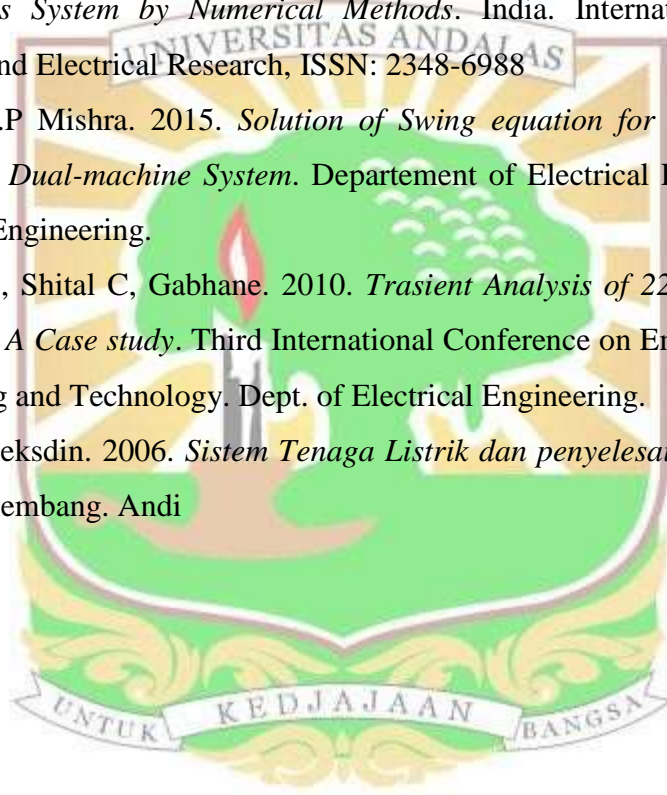 s System by Numerical Methods. India. Internat
UNIVERSITAS ANDALAS
nd Electrical Research, ISSN: 2348-6988
.P Mishra. 2015. Solution of Swing equation for
Dual-machine System. Departement of Electrical
Engineering.
, Shital C, Gabhane. 2010. Trasient Analysis of 22
A Case study. Third International Conference on En
g and Technology. Dept. of Electrical Engineering.
eksdin. 2006. Sistem Tenaga Listrik dan penyelesai
embang. Andi
UNTUK KEDJAJAAN BANGSA